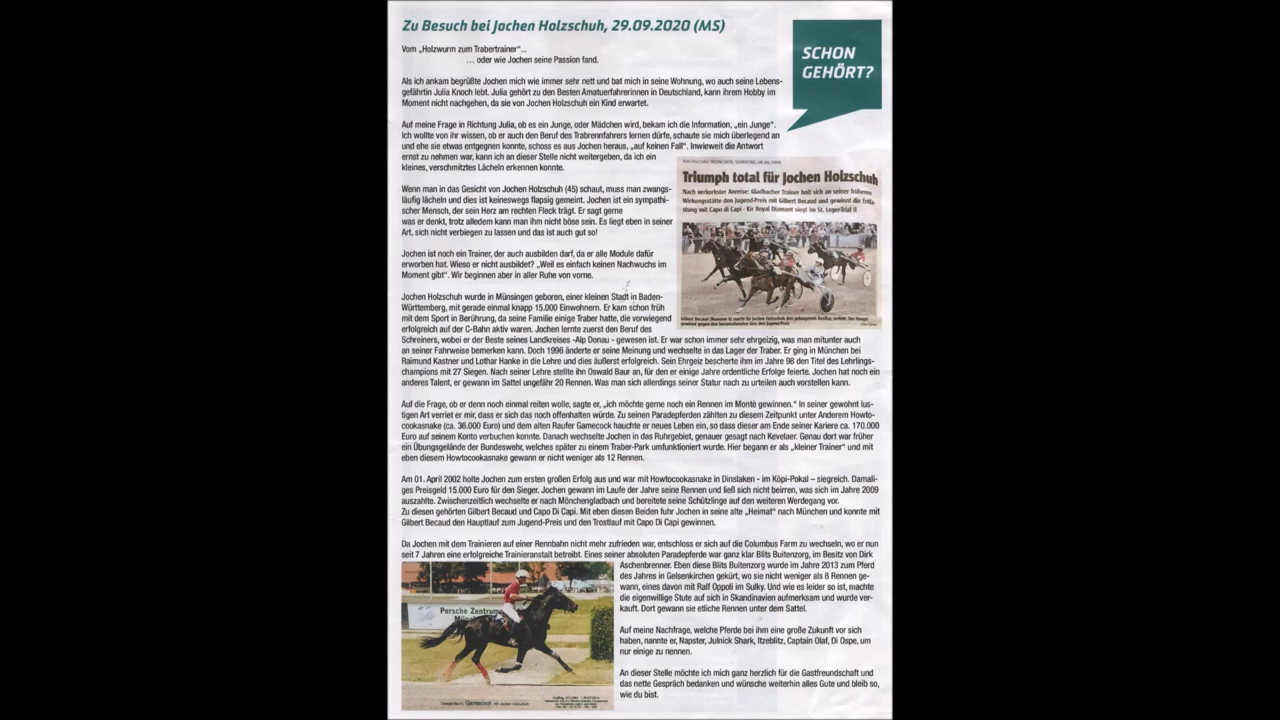 Zu Besuch bei Jochen Holzschuh, 29.09.2020 (MS)
SCHON
GEHÖRT?
Vom „Holzwurm zum Trabertrainer“...
… oder wie Jochen seine Passion fand.
Als ich ankam begrüßte Jochen mich wie immer sehr nett und bat mich in seine Wohnung, wo auch seine Lebens-
gefährtin Julia Knoch lebt. Julia gehört zu den Besten Amatuerfahrerinnen in Deutschland, kann ihrem Hobby im
Moment nicht nachgehen, da sie von Jochen Holzschuh ein Kind erwartet.
Auf meine Frage in Richtung Julia, ob es ein Junge, oder Mädchen wird, bekam ich die Information, „ein Junge“.
Ich wollte von ihr wissen, ob er auch den Beruf des Trabrennfahrers lernen dürfe, schaute sie mich überlegend an
und ehe sie etwas entgegnen konnte, schoss es aus Jochen heraus, „auf keinen Fall“. Inwieweit die Antwort
ernst zu nehmen war, kann ich an dieser Stelle nicht weitergeben, da ich ein
kleines, verschmitztes Lächeln erkennen konnte.
Wenn man in das Gesicht von Jochen Holzschuh (45) schaut, muss man zwangs-
läufig lächeln und dies ist keineswegs flapsig gemeint. Jochen ist ein sympathi-
scher Mensch, der sein Herz am rechten Fleck trägt. Er sagt gerne
was er denkt, trotz alledem kann man ihm nicht böse sein. Es liegt eben in seiner
Art, sich nicht verbiegen zu lassen und das ist auch gut so!
Jochen ist noch ein Trainer, der auch ausbilden darf, da er alle Module dafür
erworben hat. Wieso er nicht ausbildet? „Weil es einfach keinen Nachwuchs im
Moment gibt“. Wir beginnen aber in aller Ruhe von vorne.
Triumph total für Jochen Holzschuh
Nach verkorkster Anreise: Gladbacher Trainer holt sich an seiner früheren
Wirkungsstätte den Jugend-Preis mit Gilbert Becaud und gewinnt die Entla-
stung mit Capo di Capi - Kir Royal Diamant siegt im St. Leger-Trial II
Jochen Holzschuh wurde in Münsingen geboren, einer kleinen Stadt in Baden-
Württemberg, mit gerade einmal knapp 15.000 Einwohnern. Er kam schon früh
mit dem Sport in Berührung, da seine Familie einige Traber hatte, die vorwiegend
erfolgreich auf der C-Bahn aktiv waren. Jochen lernte zuerst den Beruf des
Schreiners, wobei er der Beste seines Landkreises -Alp Donau - gewesen ist. Er war schon immer sehr ehrgeizig, was man mitunter auch
an seiner Fahrweise bemerken kann. Doch 1996 änderte er seine Meinung und wechselte in das Lager der Traber. Er ging in München bei
Raimund Kastner und Lothar Hanke in die Lehre und dies äußerst erfolgreich. Sein Ehrgeiz bescherte ihm im Jahre 98 den Titel des Lehrlings-
champions mit 27 Siegen. Nach seiner Lehre stellte ihn Oswald Baur an, für den er einige Jahre ordentliche Erfolge feierte. Jochen hat noch ein
anderes Talent, er gewann im Sattel ungefähr 20 Rennen. Was man sich allerdings seiner Statur nach zu urteilen auch vorstellen kann.
Auf die Frage, ob er denn noch einmal reiten wolle, sagte er, „ich möchte gerne noch ein Rennen im Monté gewinnen.“ In seiner gewohnt lus-
tigen Art verriet er mir, dass er sich das noch offenhalten würde. Zu seinen Paradepferden zählten zu diesem Zeitpunkt unter Anderem Howto-
cookasnake (ca. 36.000 Euro) und dem alten Raufer Gamecock hauchte er neues Leben ein, so dass dieser am Ende seiner Kariere ca. 170.000
Euro auf seinem Konto verbuchen konnte. Danach wechselte Jochen in das Ruhrgebiet, genauer gesagt nach Kevelaer. Genau dort war früher
ein Übungsgelände der Bundeswehr, welches später zu einem Traber-Park umfunktioniert wurde. Hier begann er als „kleiner Trainer“ und mit
eben diesem Howtocookasnake gewann er nicht weniger als 12 Rennen.
Am 01. April 2002 holte Jochen zum ersten großen Erfolg aus und war mit Howtocookasnake in Dinslaken - im Köpi-Pokal – siegreich. Damali-
ges Preisgeld 15.000 Euro für den Sieger. Jochen gewann im Laufe der Jahre seine Rennen und ließ sich nicht beirren, was sich im Jahre 2009
auszahlte. Zwischenzeitlich wechselte er nach Mönchengladbach und bereitete seine Schützlinge auf den weiteren Werdegang vor.
Zu diesen gehörten Gilbert Becaud und Capo Di Capi. Mit eben diesen Beiden fuhr Jochen in seine alte „Heimat“ nach München und konnte mit
Gilbert Becaud den Hauptlauf zum Jugend-Preis und den Trostlauf mit Capo Di Capi gewinnen.
Da Jochen mit dem Trainieren auf einer Rennbahn nicht mehr zufrieden war, entschloss er sich auf die Columbus Farm zu wechseln, wo er nun
seit 7 Jahren eine erfolgreiche Trainieranstalt betreibt. Eines seiner absoluten Paradepferde war ganz klar Blits Buitenzorg, im Besitz von Dirk
Aschenbrenner. Eben diese Blits Buitenzorg wurde im Jahre 2013 zum Pferd
des Jahres in Gelsenkirchen gekürt, wo sie nicht weniger als 8 Rennen ge-
wann, eines davon mit Ralf Oppoli im Sulky. Und wie es leider so ist, machte
die eigenwillige Stute auf sich in Skandinavien aufmerksam und wurde ver-
kauft. Dort gewann sie etliche Rennen unter dem Sattel.
Auf meine Nachfrage, welche Pferde bei ihm eine große Zukunft vor sich
haben, nannte er, Napster, Julnick Shark, Itzeblitz, Captain Olaf, Di Ospe, um
nur einige zu nennen.
An dieser Stelle möchte ich mich ganz herzlich für die Gastfreundschaft und
das nette Gespräch bedanken und wünsche weiterhin alles Gute und bleib so,
wie du bist.
Porsche Zentrum
Gamecock